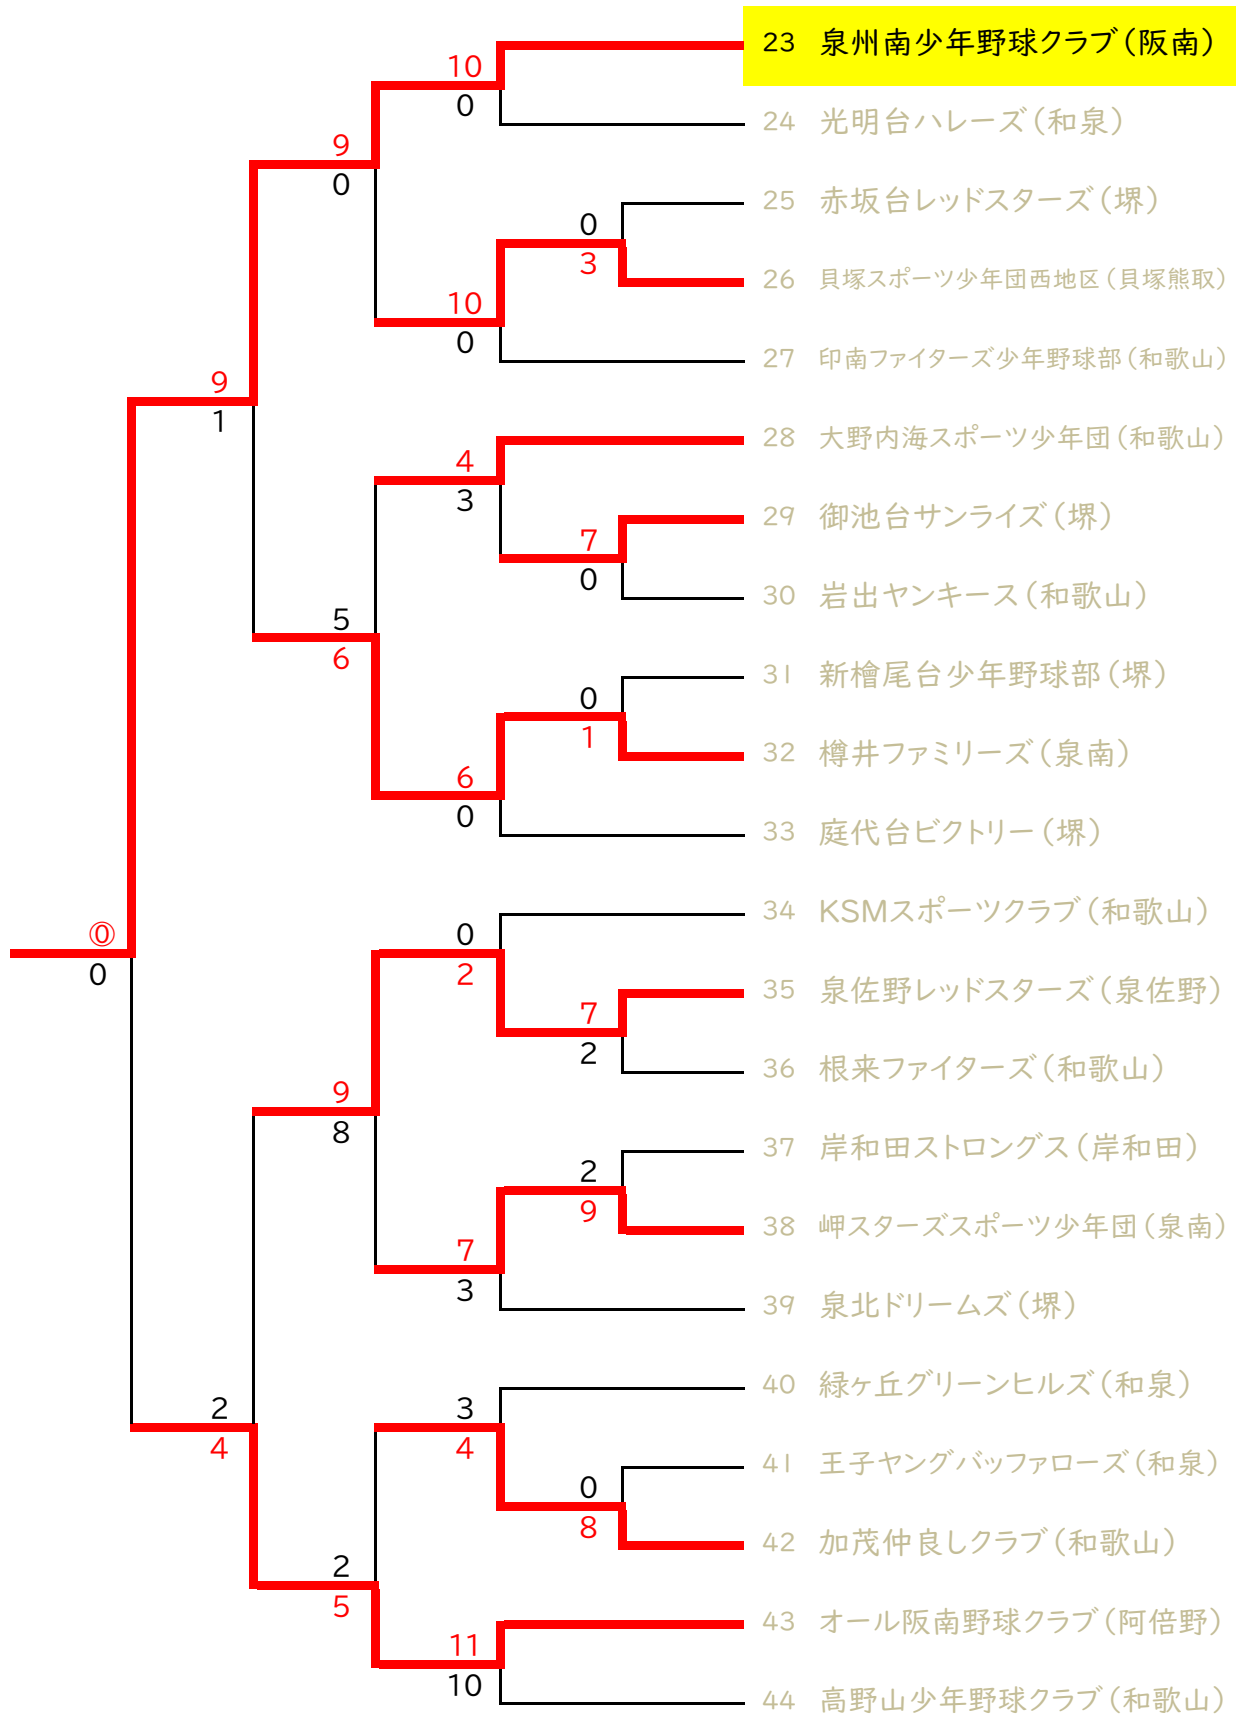 23 泉州南少年野球クラブ(阪南)
10
0
24 光明台ハレーズ(和泉)
9
0
25 赤坂台レッドスターズ(堺)
0
3
26 貝塚スポーツ少年団西地区(貝塚熊取)
10
0
27 印南ファイターズ少年野球部(和歌山)
9
1
28 大野内海スポーツ少年団(和歌山)
4
3
29 御池台サンライズ(堺)
7
0
30 岩出ヤンキース(和歌山)
5
6
31 新檜尾台少年野球部(堺)
0
1
32 樽井ファミリーズ(泉南)
6
0
33 庭代台ビクトリー(堺)
34 KSMスポーツクラブ(和歌山)
⓪
0
0
2
35 泉佐野レッドスターズ(泉佐野)
7
2
36 根来ファイターズ(和歌山)
9
8
37 岸和田ストロングス(岸和田)
2
9
38 岬スターズスポーツ少年団(泉南)
7
3
39 泉北ドリームズ(堺)
40 緑ヶ丘グリーンヒルズ(和泉)
2
4
3
4
41 王子ヤングバッファローズ(和泉)
0
8
42 加茂仲良しクラブ(和歌山)
2
5
43 オール阪南野球クラブ(阿倍野)
11
10
44 高野山少年野球クラブ(和歌山)